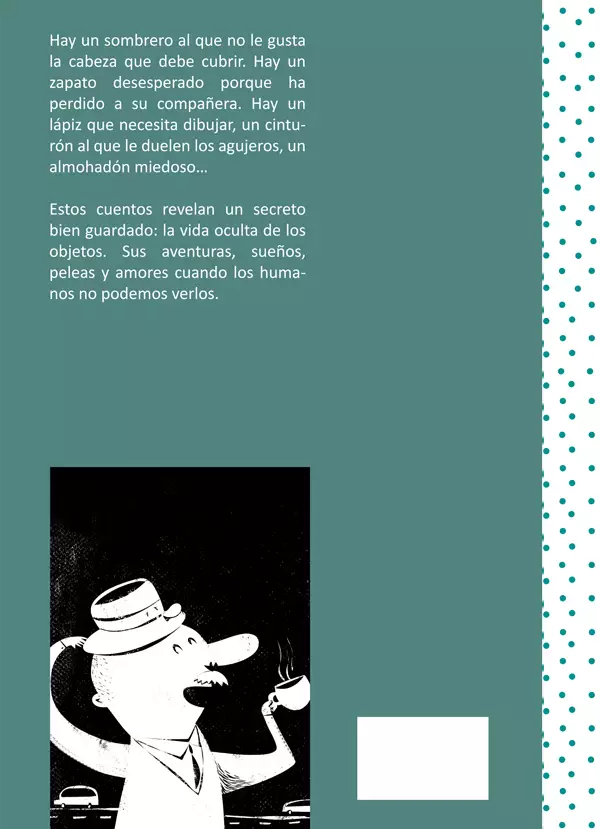 Hay un sombrero al que no le gusta
la cabeza que debe cubrir. Hay un
zapato desesperado porque ha
perdido a su compañera. Hay un
lápiz que necesita dibujar, un cintu-
rón al que le duelen los agujeros, un
almohadón miedoso...
Estos cuentos revelan un secreto
bien guardado: la vida oculta de los
objetos. Sus aventuras, sueños,
peleas y amores cuando los huma-
nos no podemos verlos.